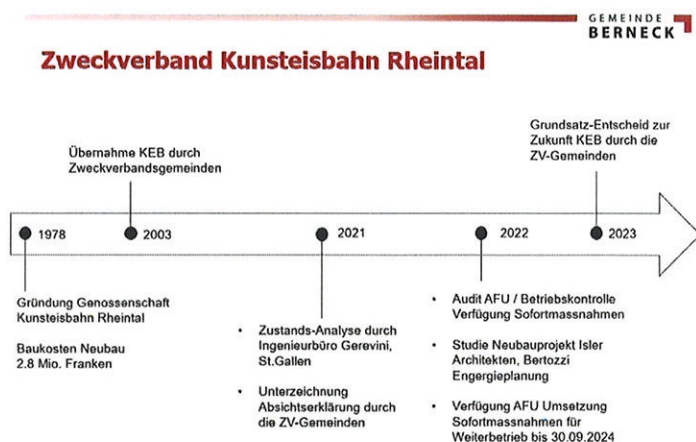 GEMEINDE
BERNECK
Zweckverband Kunsteisbahn Rheintal
Grundsatz-Entscheid zur
Zukunft KEB durch die
ZV-Gemeinden
Übernahme KEB durch
Zweckverbandsgemeinden
1978
2003
2021
2022
2023
Gründung Genossenschaft
Kunsteisbahn Rheintal
Baukosten Neubau
2.8 Mio. Franken
• Zustands-Analyse durch
Ingenieurbüro Gerevini,
St.Gallen
• Unterzeichnung
Absichtserklärung durch
die ZV-Gemeinden
• Audit AFU / Betriebskontrolle
Verfügung Sofortmassnahmen
• Studie Neubauprojekt Isler
Architekten, Bertozzi
Engergieplanung
• Verfügung AFU Umsetzung
Sofortmassnahmen für
Weiterbetrieb bis 30.09.2024